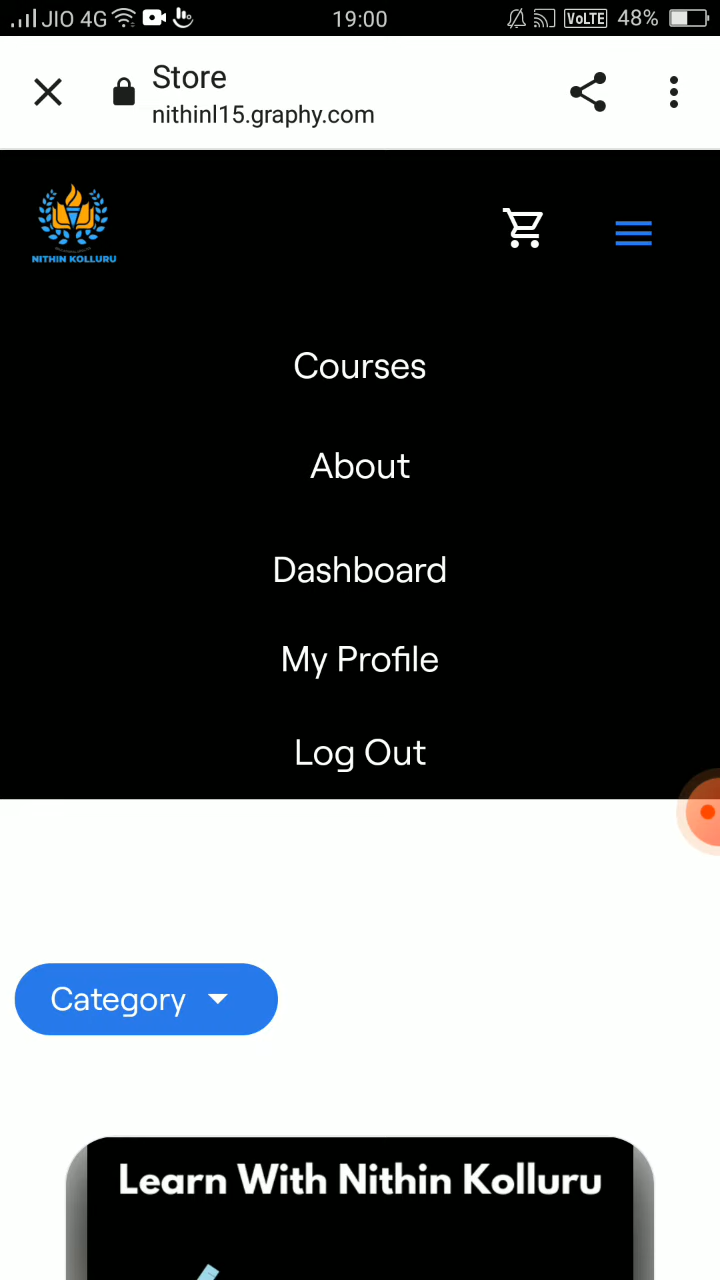 JIO 4G 19:00 VoLTE 48%
Store
nithinl15.graphy.com
NITHIN KOLLURU
Courses
About
Dashboard
My Profile
Log Out
Category
Learn With Nithin Kolluru